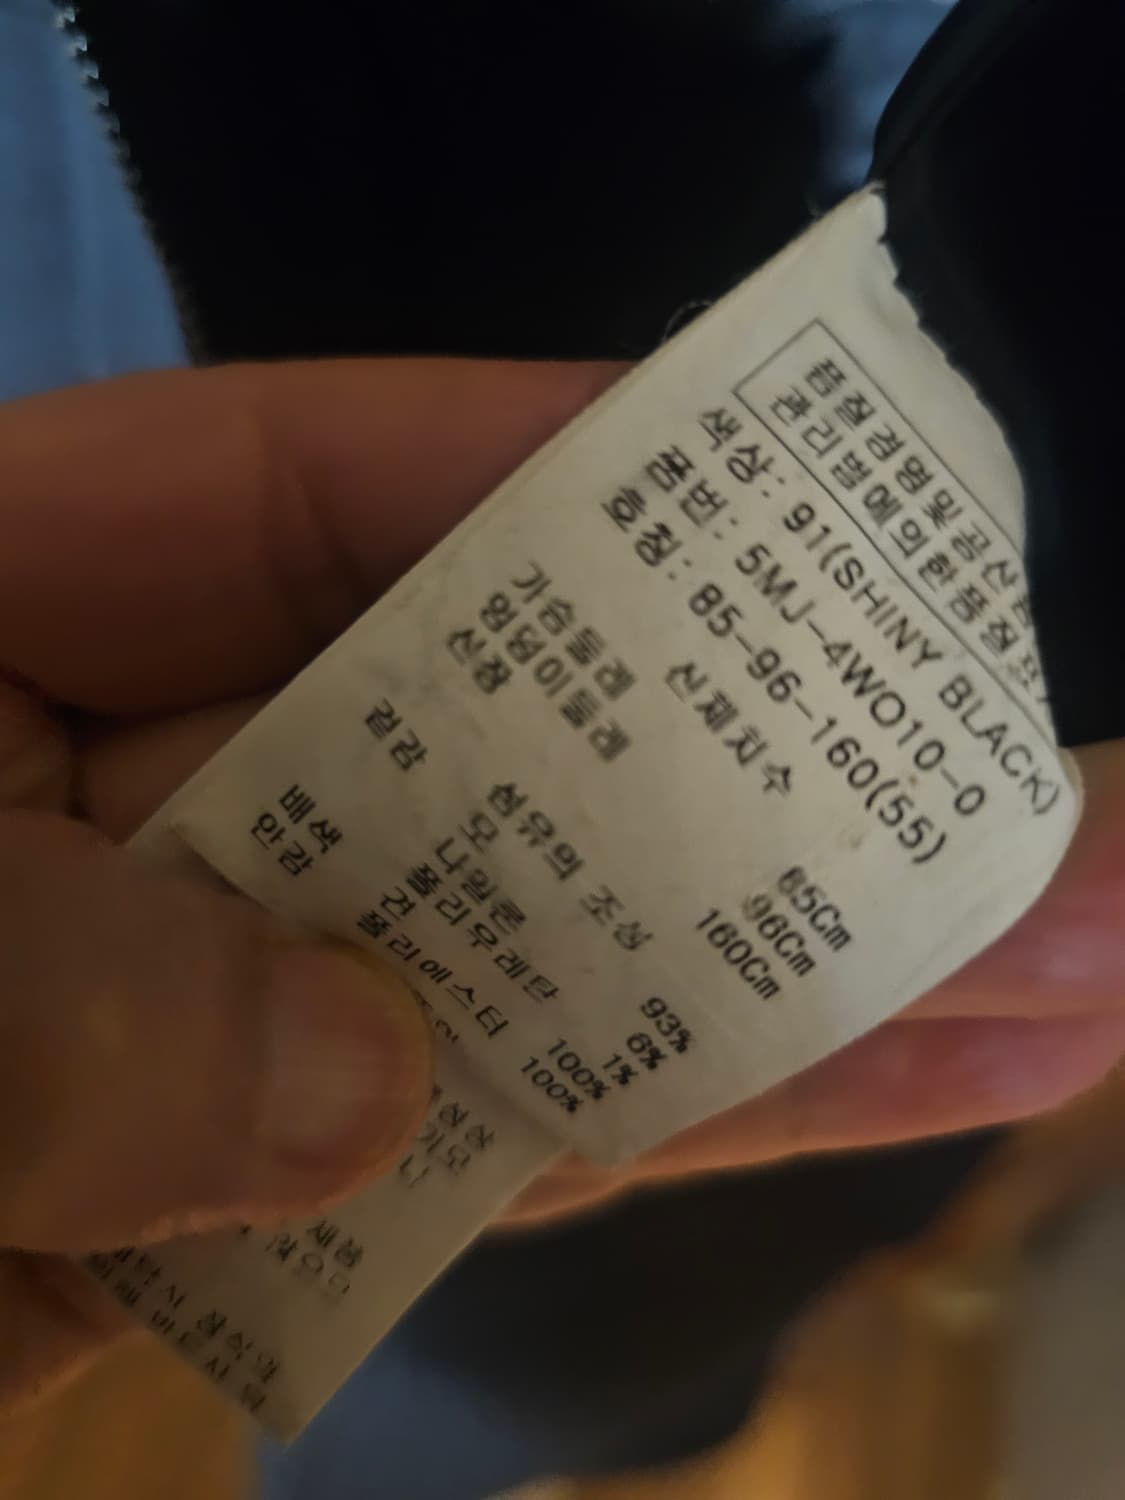 품질경영및공산
관리법에의한품질표
색상: 91(SHINY BLACK)
품번: 5MJ-4WO10-0
호칭: 85-96-160(55)
신체치수
가슴둘레 85Cm
엉덩이둘레 96Cm
신장 160Cm
섬유의 조성
겉감 모 93%
나일론 6%
폴리우레탄 1%
배색 견 100%
안감 폴리에스터 100%